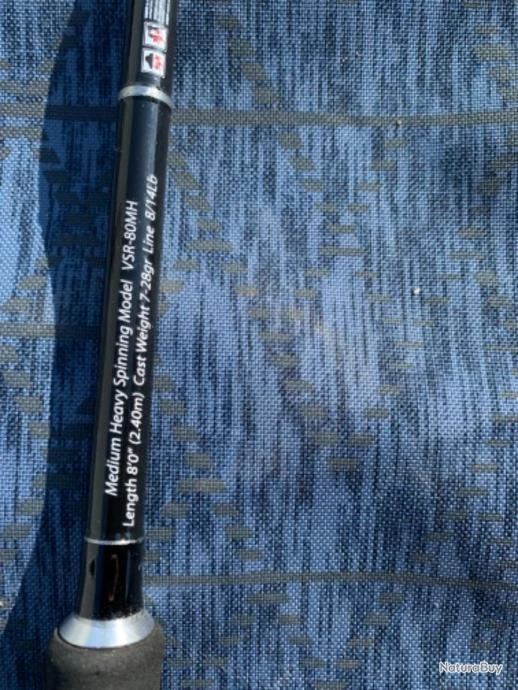 Medium Heavy Spinning Model VSR-80MH
Length 8'0" (2.40m) Cast Weight 7-28gr Line 8/14Lb
NaturaBuy